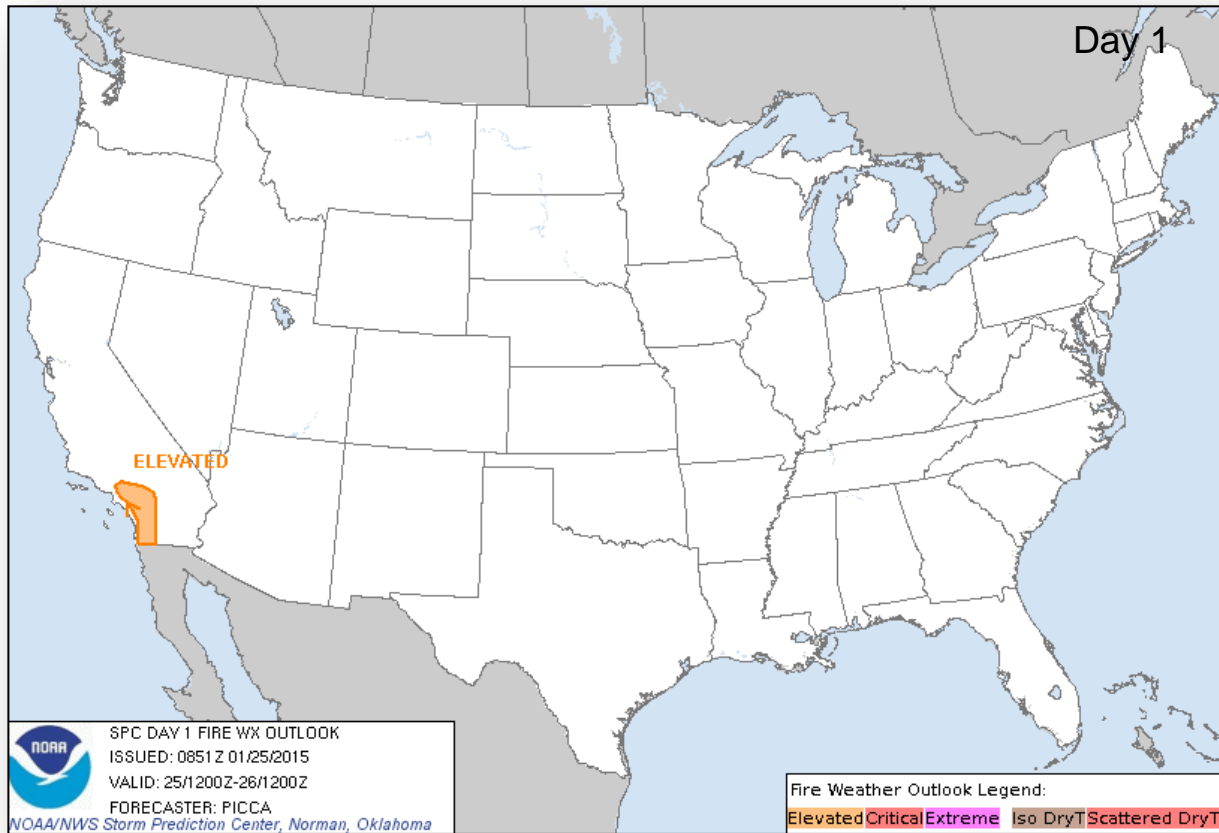 Day 1
ELEVATED
NOAA
SPC DAY 1 FIRE WX OUTLOOK
ISSUED: 0851Z 01/25/2015
VALID: 25/1200Z-26/1200Z
FORECASTER: PICCA
NOAA/NWS Storm Prediction Center, Norman, Oklahoma
Fire Weather Outlook Legend:
Elevated Critical Extreme Iso DryT Scattered DryT